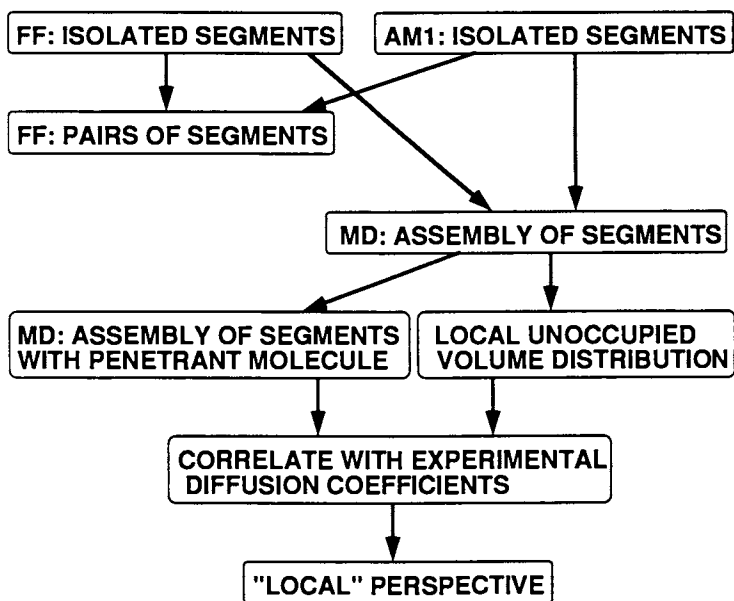 FF: ISOLATED SEGMENTS
AM1: ISOLATED SEGMENTS
FF: PAIRS OF SEGMENTS
MD: ASSEMBLY OF SEGMENTS
MD: ASSEMBLY OF SEGMENTS
WITH PENETRANT MOLECULE
LOCAL UNOCCUPIED
VOLUME DISTRIBUTION
CORRELATE WITH EXPERIMENTAL
DIFFUSION COEFFICIENTS
"LOCAL" PERSPECTIVE